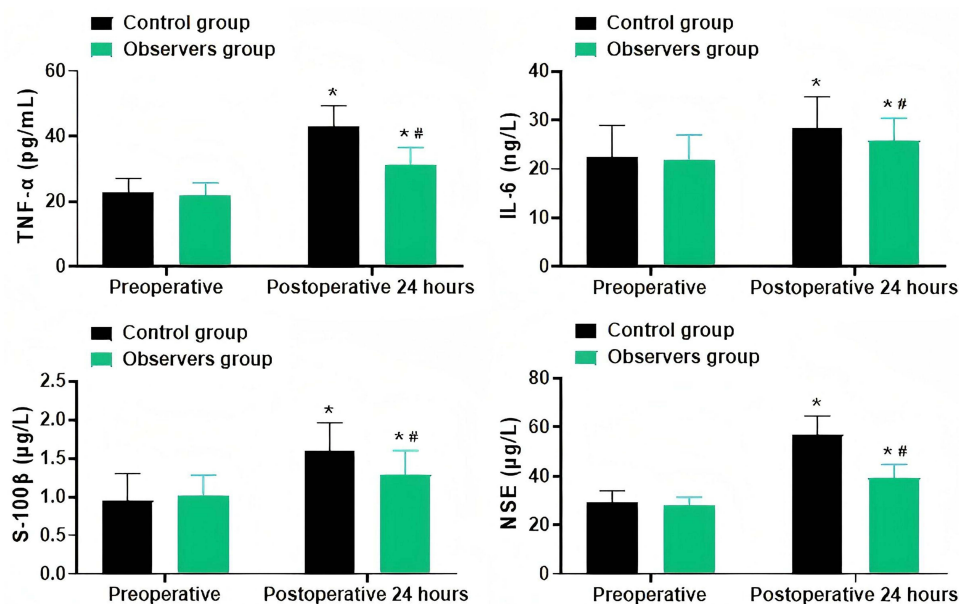 Control group
Observers group
TNF-α (pg/mL)
60
40
20
0
*
* #
Preoperative
Postoperative 24 hours
Control group
Observers group
IL-6 (ng/L)
40
30
20
10
0
*
* #
Preoperative
Postoperative 24 hours
Control group
Observers group
S-100β (µg/L)
2.5
2.0
1.5
1.0
0.5
0.0
*
* #
Preoperative
Postoperative 24 hours
Control group
Observers group
NSE (µg/L)
80
60
40
20
0
*
* #
Preoperative
Postoperative 24 hours